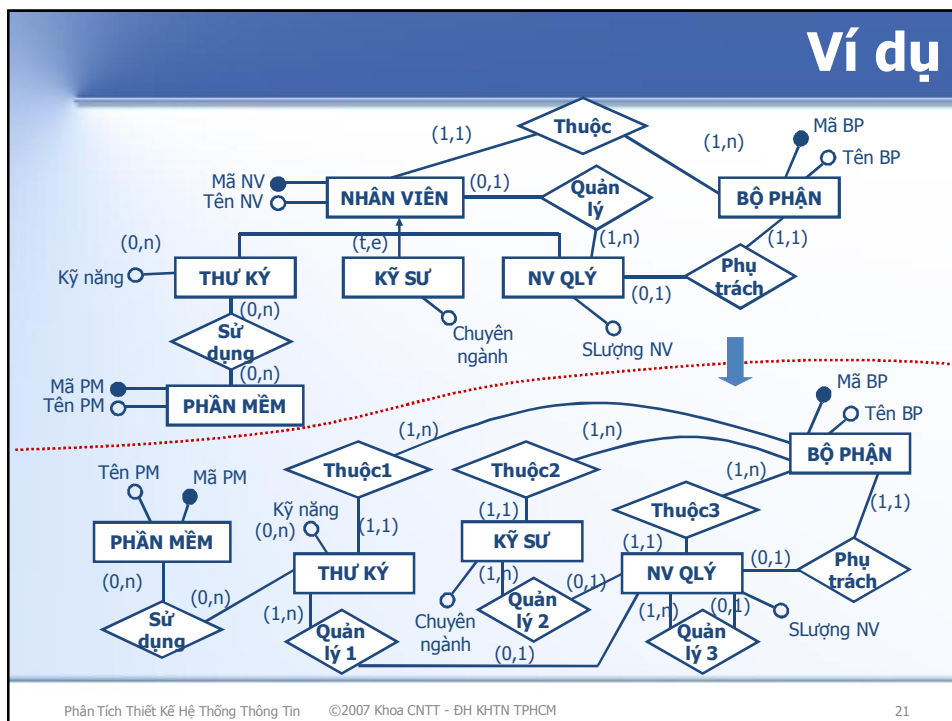 Ví dụ
Thuộc
(1,1)
(1,n)
Mã BP
Tên BP
Mã NV
Tên NV
NHÂN VIÊN
(0,1)
Quản
lý
BỘ PHẬN
(0,n)
(t,e)
(1,n)
(1,1)
Kỹ năng
THƯ KÝ
KỸ SƯ
NV QLÝ
(0,1)
Phụ
trách
(0,n)
Sử
dụng
Chuyên
ngành
SLượng NV
(0,n)
Mã PM
Tên PM
PHẦN MỀM
Mã BP
Tên BP
(1,n)
(1,n)
BỘ PHẬN
Tên PM
Mã PM
Thuộc1
Thuộc2
(1,n)
Kỹ năng
Thuộc3
(1,1)
(0,n)
(1,1)
(1,1)
PHẦN MỀM
KỸ SƯ
(1,1)
(0,1)
THƯ KÝ
NV QLÝ
Phụ
trách
(0,n)
(0,n)
(1,n)
(1,n)
(0,1)
(1,n)
(0,1)
Sử
dụng
Quản
lý 1
Chuyên
ngành
Quản
lý 2
(0,1)
Quản
lý 3
SLượng NV
Phân Tích Thiết Kế Hệ Thống Thông Tin ©2007 Khoa CNTT - ĐH KHTN TPHCM 21